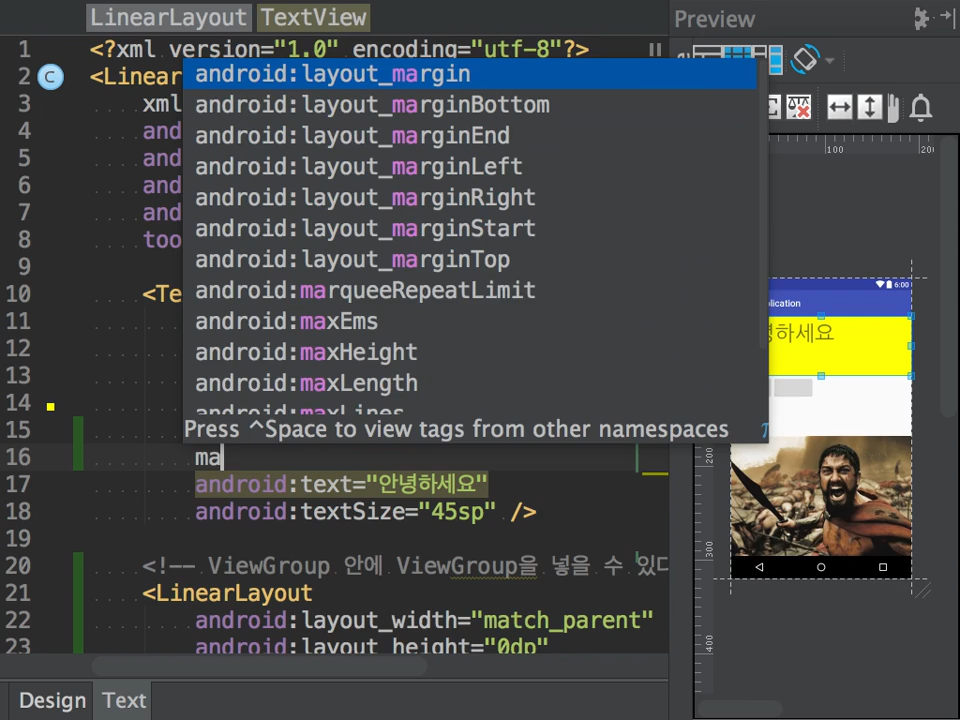 LinearLayout TextView
Preview
1 <?xml version="1.0" encoding="utf-8"?>
2 <Linear
3 xml
4 and
5 and
6 and
7 and
8 too
9
10 <Te
11
12
13
14
15
16 ma
17 android:text="안녕하세요"
18 android:textSize="45sp" />
19
20 <!-- ViewGroup 안에 ViewGroup을 넣을 수 있다
21 <LinearLayout
22 android:layout_width="match_parent"
23 android:layout_height="0dp"
android:layout_margin
android:layout_marginBottom
android:layout_marginEnd
android:layout_marginLeft
android:layout_marginRight
android:layout_marginStart
android:layout_marginTop
android:marqueeRepeatLimit
android:maxEms
android:maxHeight
android:maxLength
android:maxLines
Press ^Space to view tags from other namespaces
π
100
200
6:00
plication
녕하세요
200
300
400
Design Text